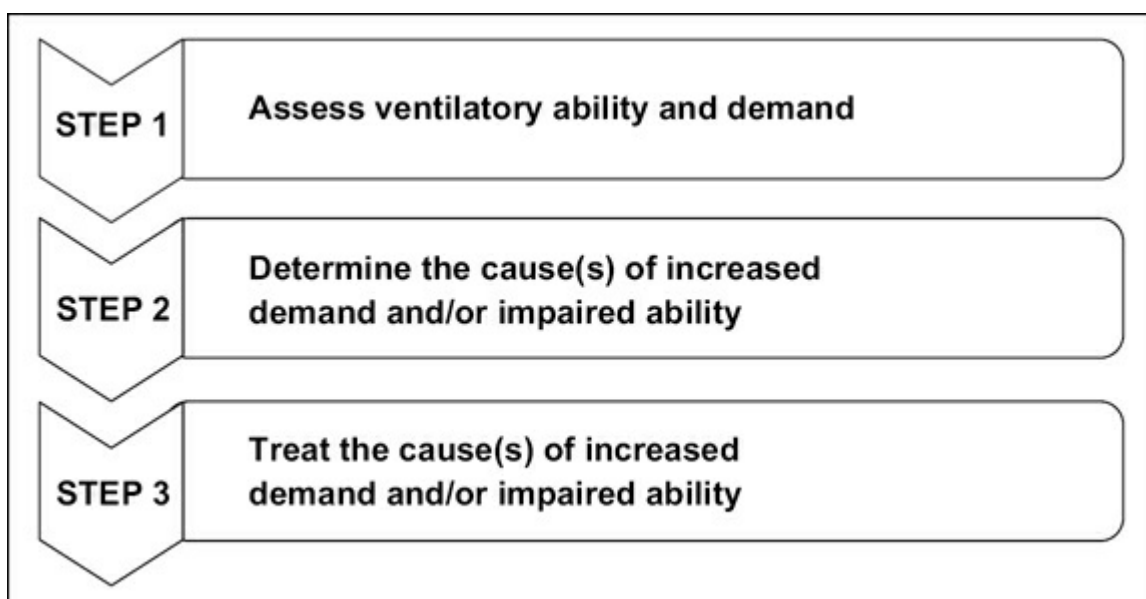 STEP 1
Assess ventilatory ability and demand
STEP 2
Determine the cause(s) of increased
demand and/or impaired ability
STEP 3
Treat the cause(s) of increased
demand and/or impaired ability